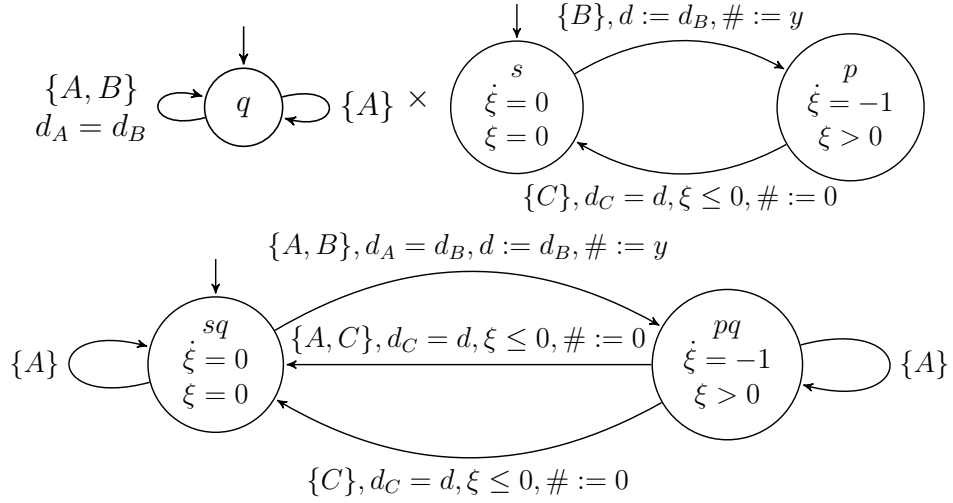 {A, B}
d_A = d_B
q
{A}
×
s
ξ̇ = 0
ξ = 0
{B}, d := d_B, # := y
p
ξ̇ = −1
ξ > 0
{C}, d_C = d, ξ ≤ 0, # := 0
{A, B}, d_A = d_B, d := d_B, # := y
{A}
sq
ξ̇ = 0
ξ = 0
{A, C}, d_C = d, ξ ≤ 0, # := 0
pq
ξ̇ = −1
ξ > 0
{A}
{C}, d_C = d, ξ ≤ 0, # := 0